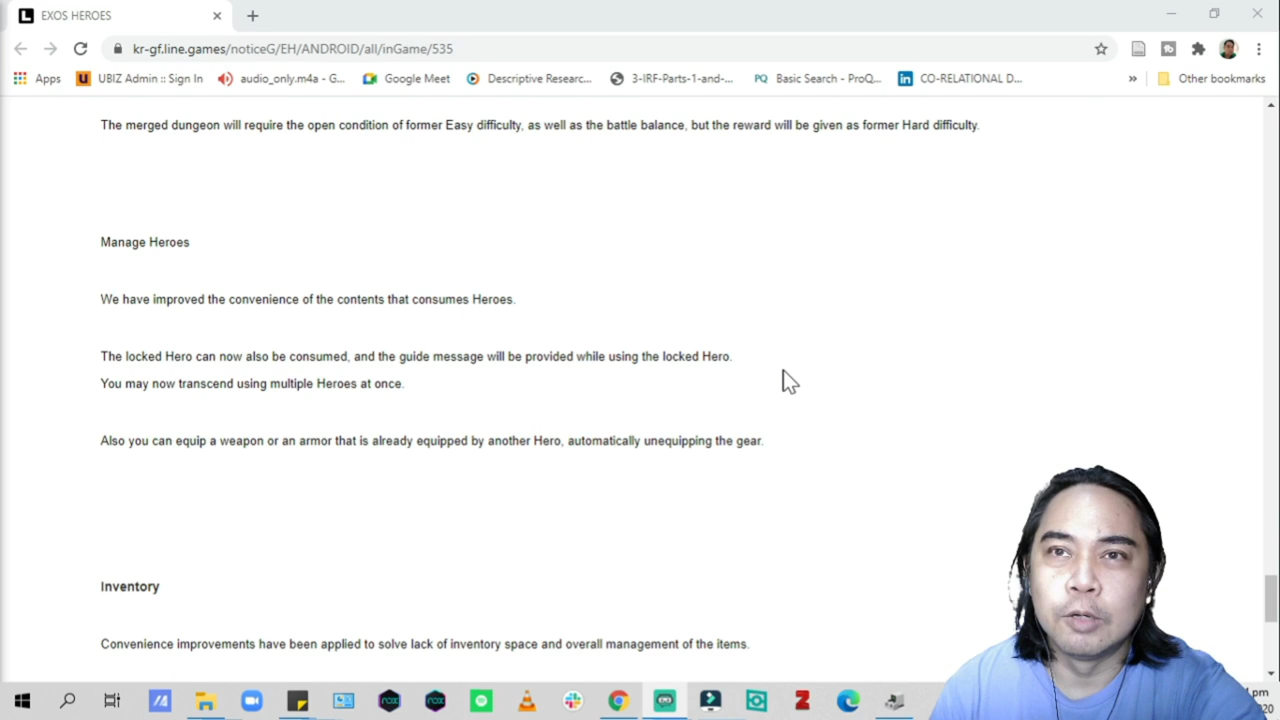 EXOS HEROES
kr-gf.line.games/noticeG/EH/ANDROID/all/inGame/535
Apps UBIZ Admin :: Sign In audio_only.m4a - G... Google Meet Descriptive Researc... 3-IRF-Parts-1-and-... PQ Basic Search - ProQ... CO-RELATIONAL D... » Other bookmarks
The merged dungeon will require the open condition of former Easy difficulty, as well as the battle balance, but the reward will be given as former Hard difficulty.
Manage Heroes
We have improved the convenience of the contents that consumes Heroes.
The locked Hero can now also be consumed, and the guide message will be provided while using the locked Hero.
You may now transcend using multiple Heroes at once.
Also you can equip a weapon or an armor that is already equipped by another Hero, automatically unequipping the gear.
Inventory
Convenience improvements have been applied to solve lack of inventory space and overall management of the items.